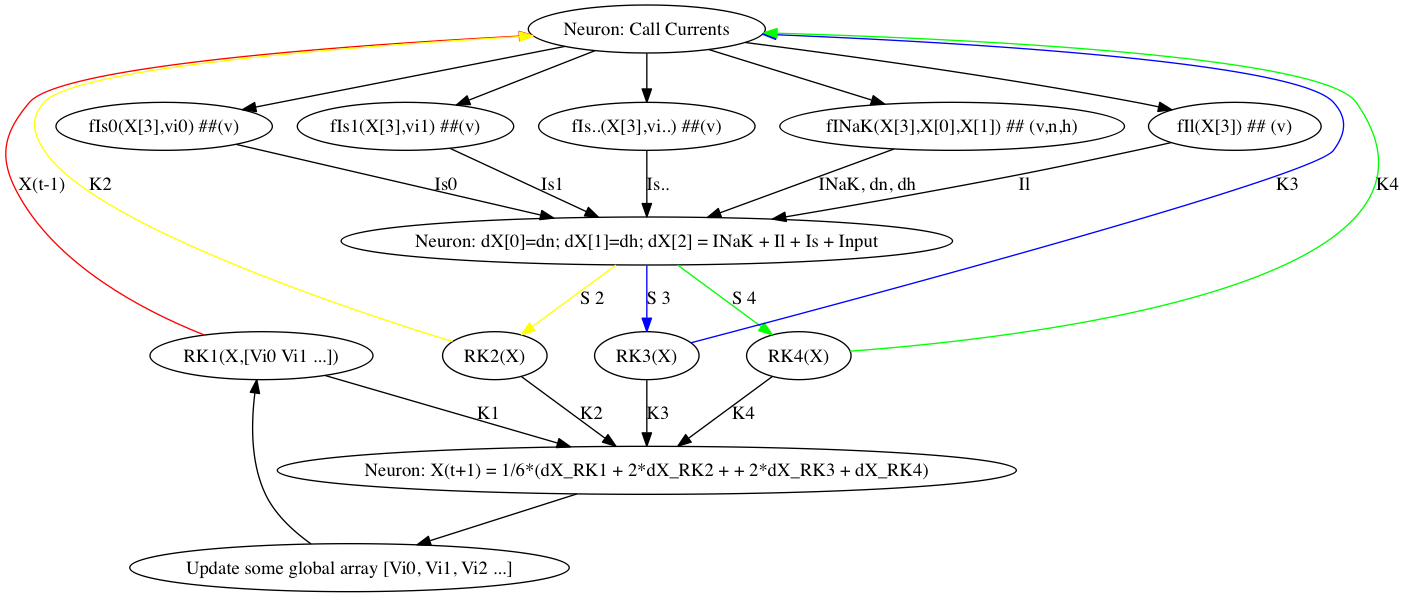 Neuron: Call Currents
fIs0(X[3],vi0) ##(v)
fIs1(X[3],vi1) ##(v)
fIs..(X[3],vi..) ##(v)
fINaK(X[3],X[0],X[1]) ## (v,n,h)
fIl(X[3]) ## (v)
X(t-1)
K2
Is0
Is1
Is..
INaK, dn, dh
Il
K3
K4
Neuron: dX[0]=dn; dX[1]=dh; dX[2] = INaK + Il + Is + Input
S 2
S 3
S 4
RK1(X,[Vi0 Vi1 ...])
RK2(X)
RK3(X)
RK4(X)
K1
K2
K3
K4
Neuron: X(t+1) = 1/6*(dX_RK1 + 2*dX_RK2 + + 2*dX_RK3 + dX_RK4)
Update some global array [Vi0, Vi1, Vi2 ...]